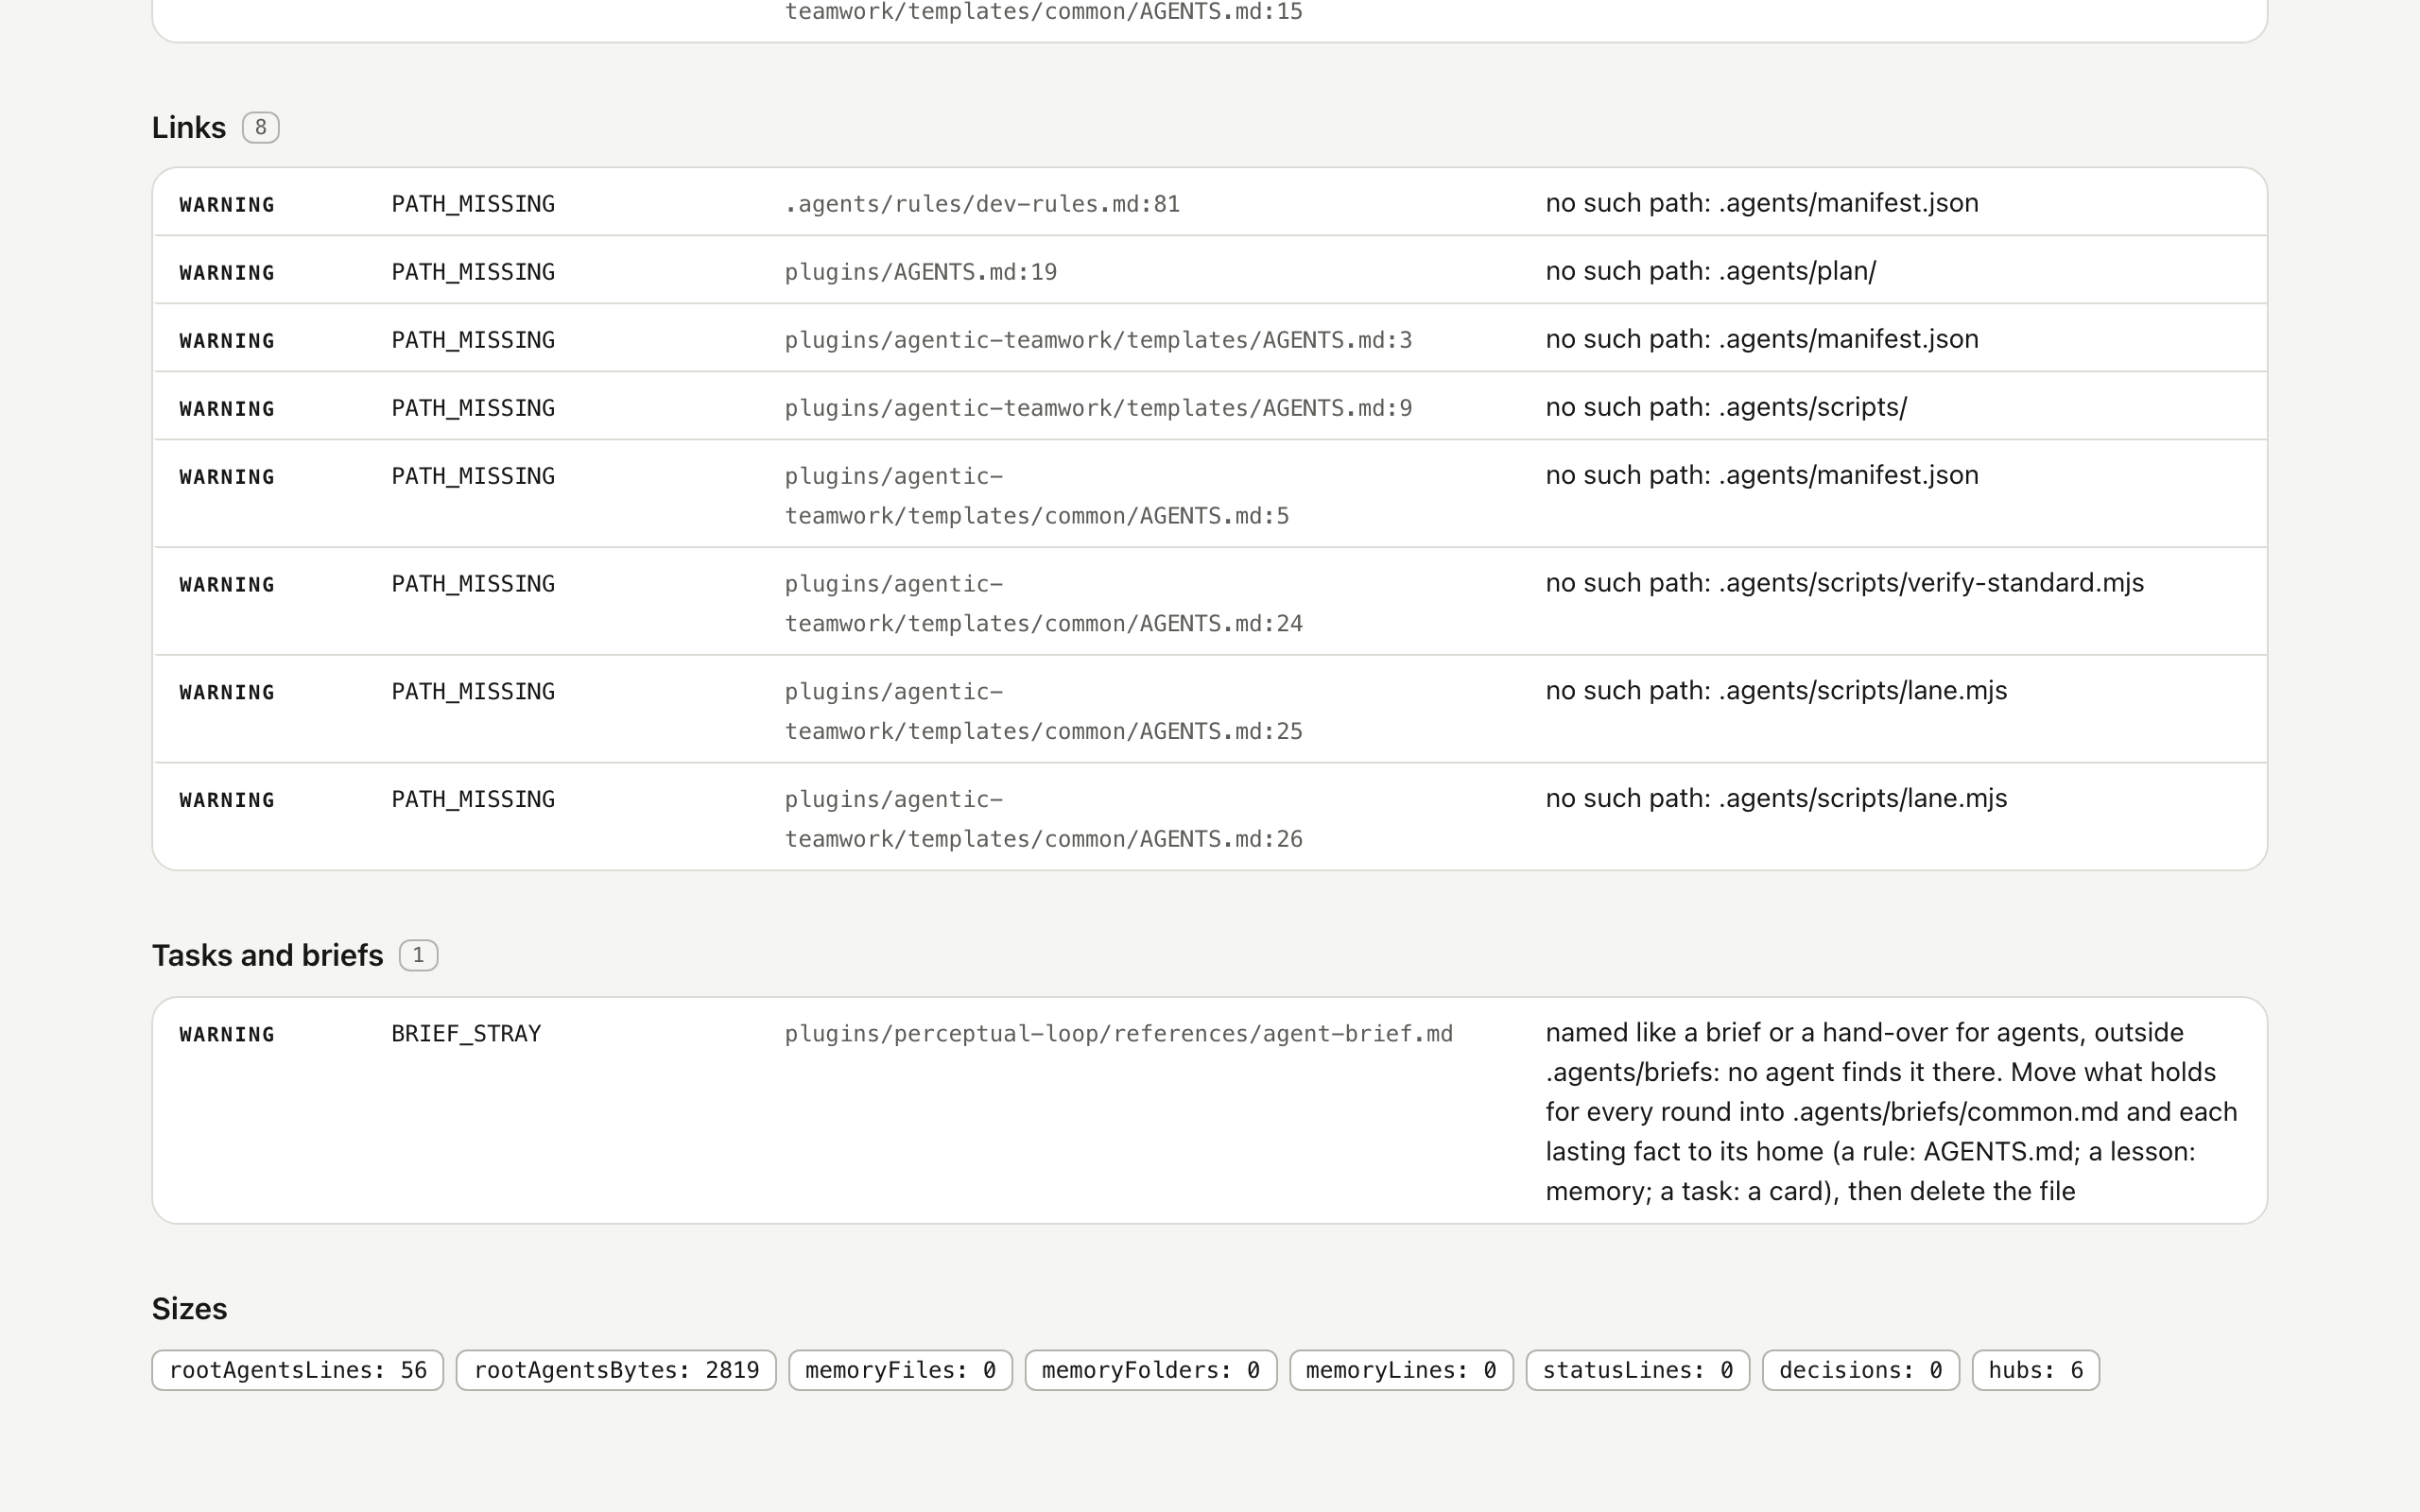 teamwork/templates/common/AGENTS.md:15
Links 8
WARNING PATH_MISSING .agents/rules/dev-rules.md:81 no such path: .agents/manifest.json
WARNING PATH_MISSING plugins/AGENTS.md:19 no such path: .agents/plan/
WARNING PATH_MISSING plugins/agentic-teamwork/templates/AGENTS.md:3 no such path: .agents/manifest.json
WARNING PATH_MISSING plugins/agentic-teamwork/templates/AGENTS.md:9 no such path: .agents/scripts/
WARNING PATH_MISSING plugins/agentic- no such path: .agents/manifest.json
teamwork/templates/common/AGENTS.md:5
WARNING PATH_MISSING plugins/agentic- no such path: .agents/scripts/verify-standard.mjs
teamwork/templates/common/AGENTS.md:24
WARNING PATH_MISSING plugins/agentic- no such path: .agents/scripts/lane.mjs
teamwork/templates/common/AGENTS.md:25
WARNING PATH_MISSING plugins/agentic- no such path: .agents/scripts/lane.mjs
teamwork/templates/common/AGENTS.md:26
Tasks and briefs 1
WARNING BRIEF_STRAY plugins/perceptual-loop/references/agent-brief.md named like a brief or a hand-over for agents, outside
.agents/briefs: no agent finds it there. Move what holds
for every round into .agents/briefs/common.md and each
lasting fact to its home (a rule: AGENTS.md; a lesson:
memory; a task: a card), then delete the file
Sizes
rootAgentsLines: 56 rootAgentsBytes: 2819 memoryFiles: 0 memoryFolders: 0 memoryLines: 0 statusLines: 0 decisions: 0 hubs: 6